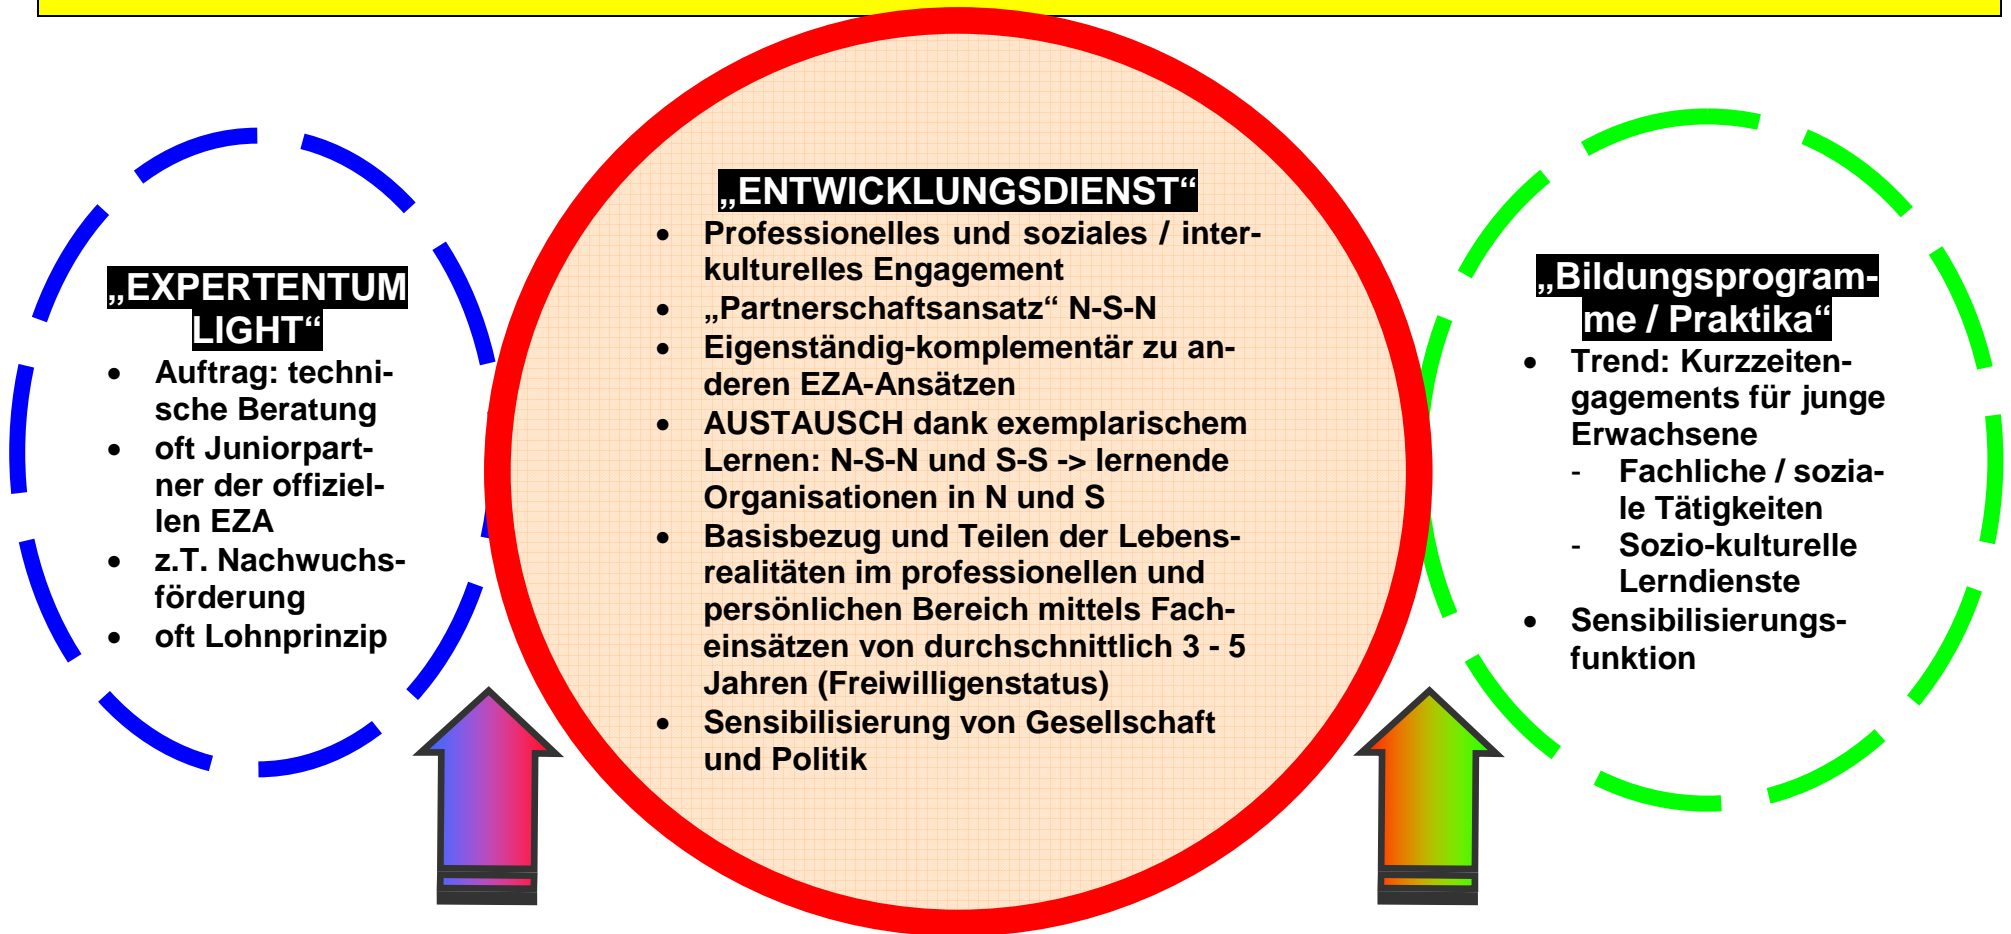 „EXPERTENTUM
LIGHT“
• Auftrag: techni-
sche Beratung
• oft Juniorpart-
ner der offiziel-
len EZA
• z.T. Nachwuchs-
förderung
• oft Lohnprinzip
„ENTWICKLUNGSDIENST“
• Professionelles und soziales / inter-
kulturelles Engagement
• „Partnerschaftsansatz“ N-S-N
• Eigenständig-komplementär zu an-
deren EZA-Ansätzen
• AUSTAUSCH dank exemplarischem
Lernen: N-S-N und S-S -> lernende
Organisationen in N und S
• Basisbezug und Teilen der Lebens-
realitäten im professionellen und
persönlichen Bereich mittels Fach-
einsätzen von durchschnittlich 3 - 5
Jahren (Freiwilligenstatus)
• Sensibilisierung von Gesellschaft
und Politik
„Bildungsprogram-
me / Praktika“
• Trend: Kurzzeiten-
gagements für junge
Erwachsene
- Fachliche / sozia-
le Tätigkeiten
- Sozio-kulturelle
Lerndienste
• Sensibilisierungs-
funktion